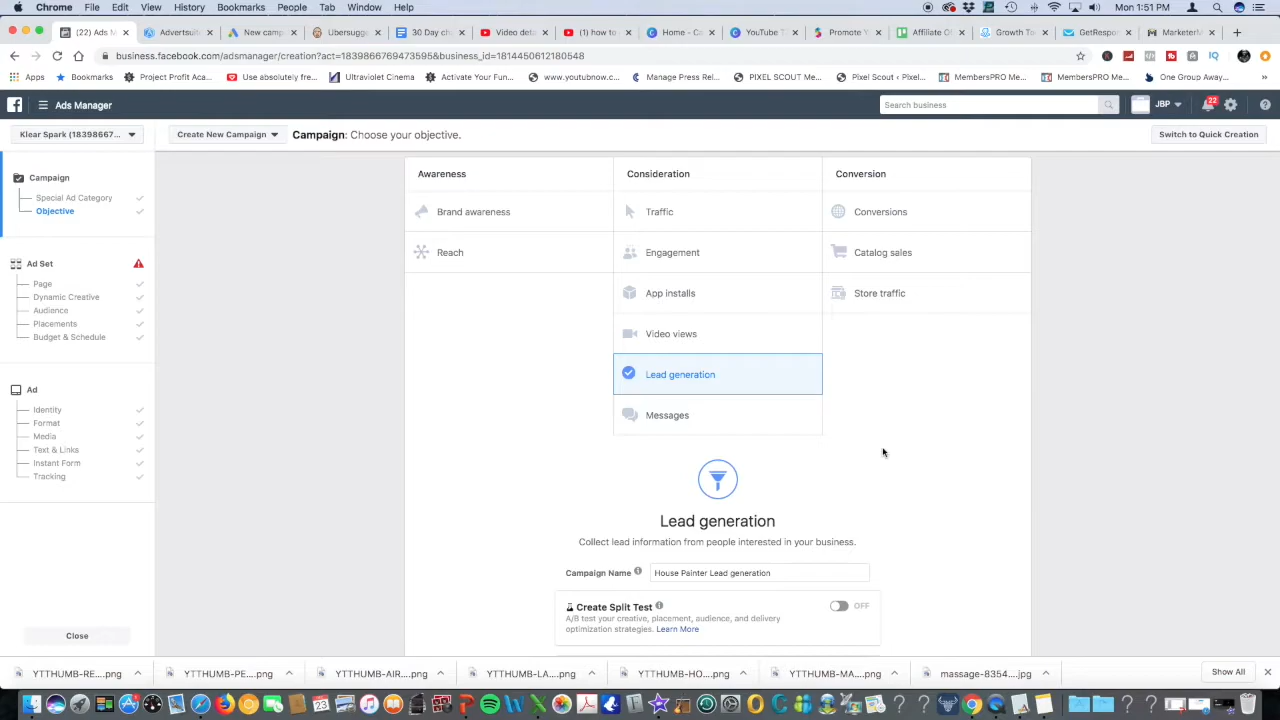 Chrome File Edit View History Bookmarks People Tab Window Help Mon 1:51 PM
(22) Ads M Advertsuit New camp Ubersugge 30 Day ch Video deta how to Home - Ca YouTube T Promote Y Affiliate O Growth To GetRespon MarketerM
business.facebook.com/adsmanager/creation?act=1839866769473595&business_id=1814450612180548
Apps Bookmarks Project Profit Aca... Use absolutely fre... Ultraviolet Cinema Activate Your Fun... www.youtubnow.c... Manage Press Rel... PIXEL SCOUT Me... Pixel Scout ‹ Pixel... MembersPRO Me... MembersPRO Me... One Group Away... »
Ads Manager Search business JBP 22
Klear Spark (18398667... Create New Campaign Campaign: Choose your objective. Switch to Quick Creation
Campaign
Special Ad Category
Objective
Ad Set
Page
Dynamic Creative
Audience
Placements
Budget & Schedule
Ad
Identity
Format
Media
Text & Links
Instant Form
Tracking
Close
Awareness Consideration Conversion
Brand awareness Traffic Conversions
Reach Engagement Catalog sales
App installs Store traffic
Video views
Lead generation
Messages
Lead generation
Collect lead information from people interested in your business.
Campaign Name House Painter Lead generation
Create Split Test OFF
A/B test your creative, placement, audience, and delivery
optimization strategies. Learn More
YTTHUMB-RE....png YTTHUMB-PE....png YTTHUMB-AIR....png YTTHUMB-LA....png YTTHUMB-HO....png YTTHUMB-MA....png massage-8354...jpg Show All